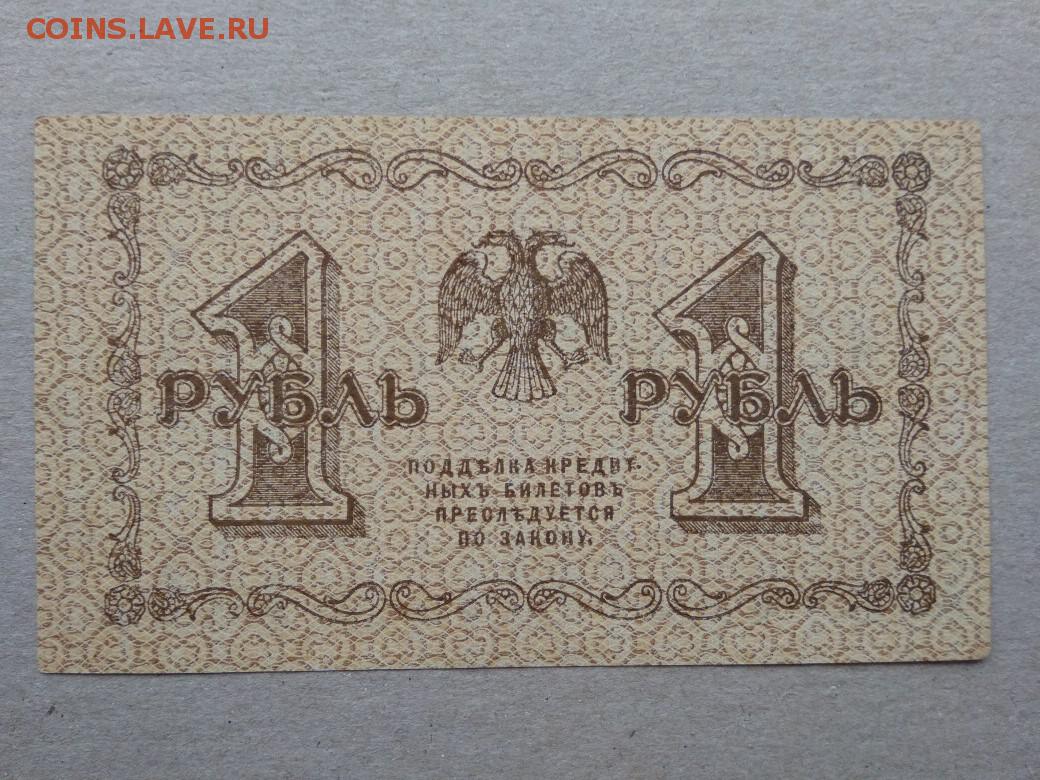 COINS.LAVE.RU
1 1
РУБЛЬ РУБЛЬ
ПОДДѢЛКА КРЕДИТ-
НЫХЪ БИЛЕТОВЪ
ПРЕСЛѢДУЕТСЯ
ПО ЗАКОНУ.